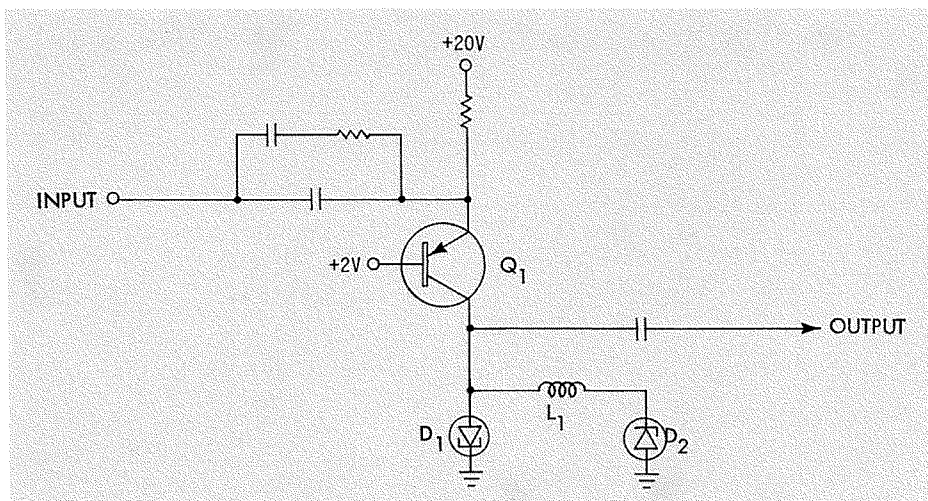 +20V
INPUT
+2V
Q1
OUTPUT
L1
D1
D2